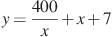 y = 400/x + x + 7